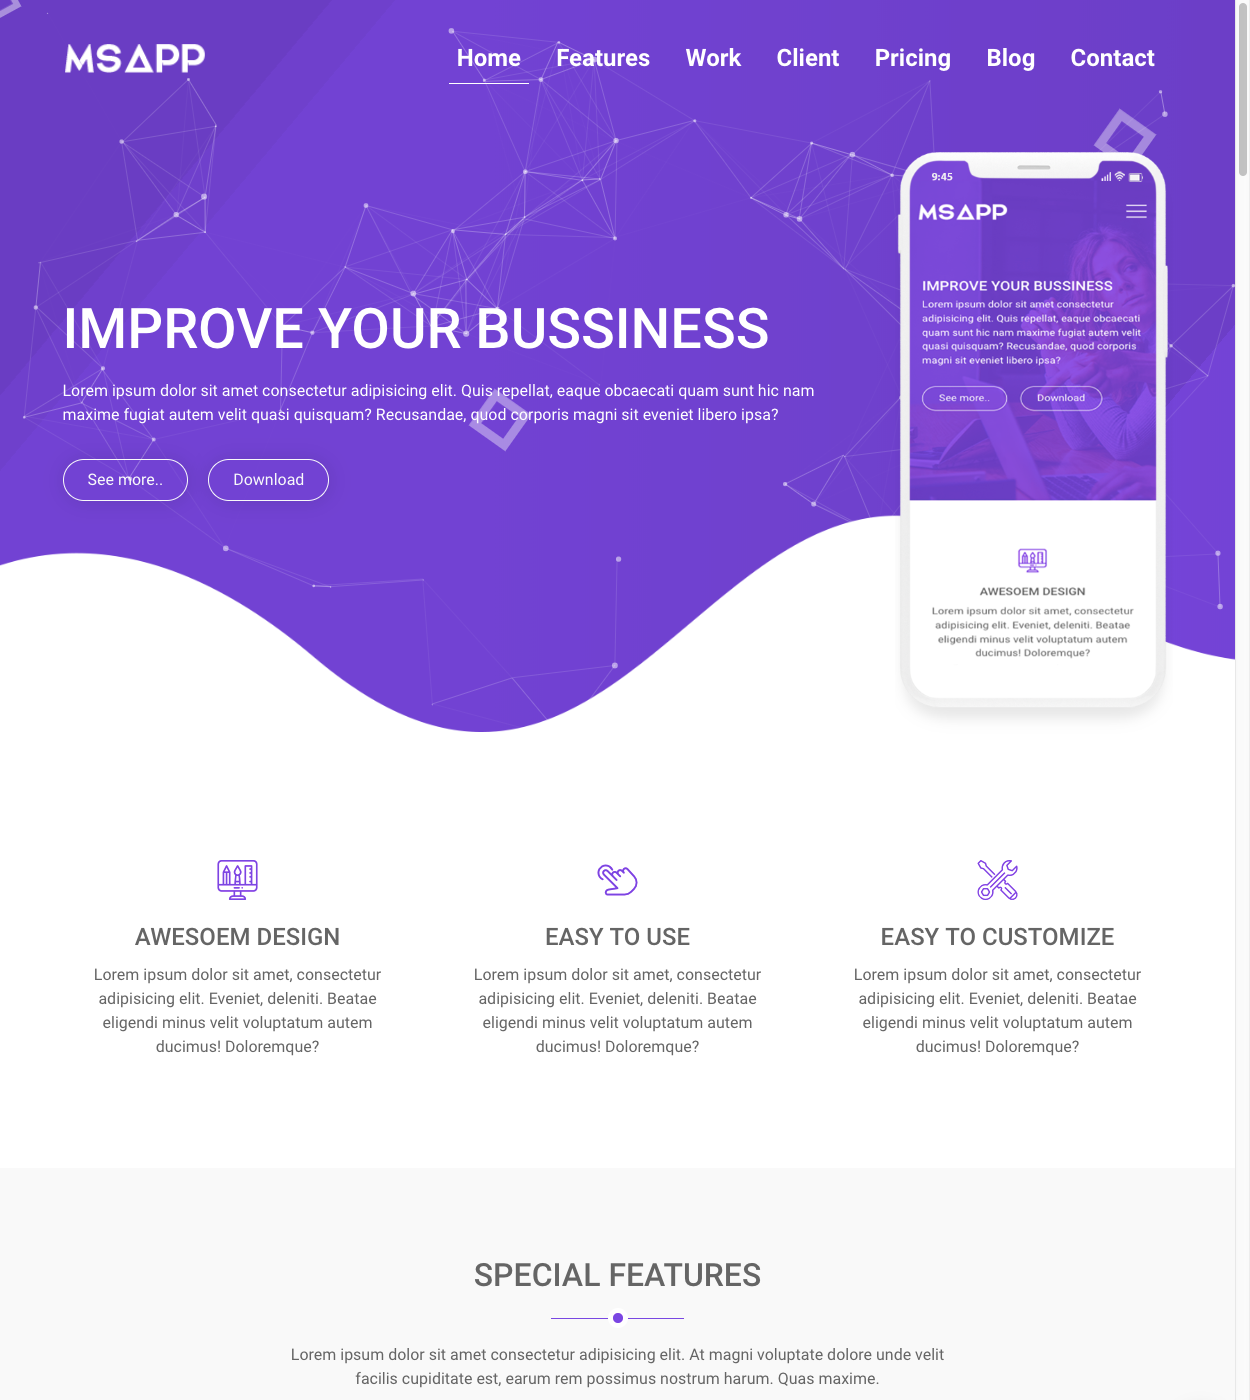 MSAPP
Home Features Work Client Pricing Blog Contact
9:45
MSAPP
IMPROVE YOUR BUSSINESS
Lorem ipsum dolor sit amet consectetur
adipisicing elit. Quis repellat, eaque obcaecati
quam sunt hic nam maxime fugiat autem velit
quasi quisquam? Recusandae, quod corporis
magni sit eveniet libero ipsa?
See more.. Download
AWESOEM DESIGN
Lorem ipsum dolor sit amet, consectetur
adipisicing elit. Eveniet, deleniti. Beatae
eligendi minus velit voluptatum autem
ducimus! Doloremque?
IMPROVE YOUR BUSSINESS
Lorem ipsum dolor sit amet consectetur adipisicing elit. Quis repellat, eaque obcaecati quam sunt hic nam
maxime fugiat autem velit quasi quisquam? Recusandae, quod corporis magni sit eveniet libero ipsa?
See more.. Download
AWESOEM DESIGN
Lorem ipsum dolor sit amet, consectetur
adipisicing elit. Eveniet, deleniti. Beatae
eligendi minus velit voluptatum autem
ducimus! Doloremque?
EASY TO USE
Lorem ipsum dolor sit amet, consectetur
adipisicing elit. Eveniet, deleniti. Beatae
eligendi minus velit voluptatum autem
ducimus! Doloremque?
EASY TO CUSTOMIZE
Lorem ipsum dolor sit amet, consectetur
adipisicing elit. Eveniet, deleniti. Beatae
eligendi minus velit voluptatum autem
ducimus! Doloremque?
SPECIAL FEATURES
Lorem ipsum dolor sit amet consectetur adipisicing elit. At magni voluptate dolore unde velit
facilis cupiditate est, earum rem possimus nostrum harum. Quas maxime.